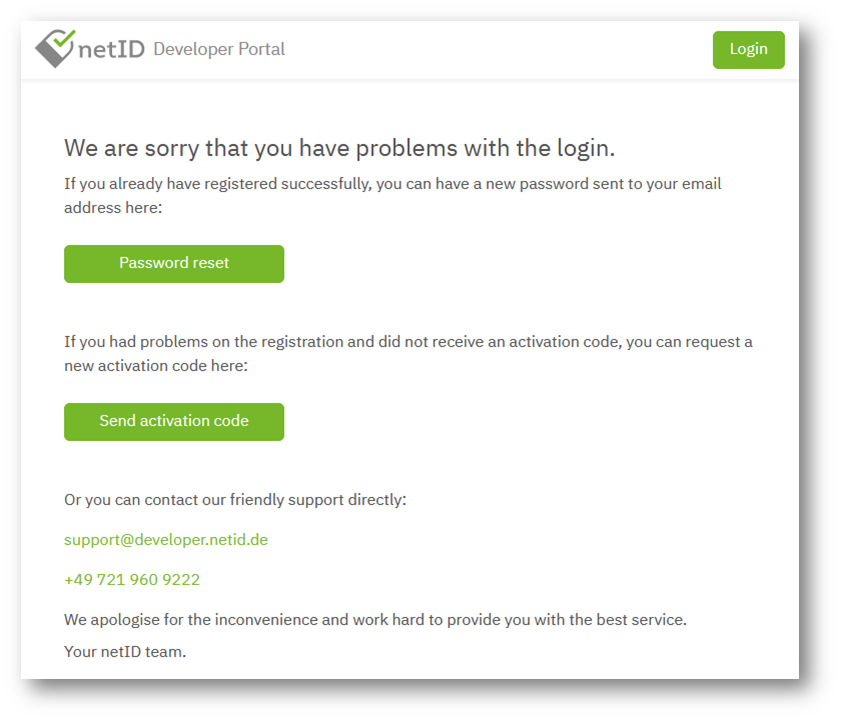 netID Developer Portal
Login
We are sorry that you have problems with the login.
If you already have registered successfully, you can have a new password sent to your email
address here:
Password reset
If you had problems on the registration and did not receive an activation code, you can request a
new activation code here:
Send activation code
Or you can contact our friendly support directly:
support@developer.netid.de
+49 721 960 9222
We apologise for the inconvenience and work hard to provide you with the best service.
Your netID team.